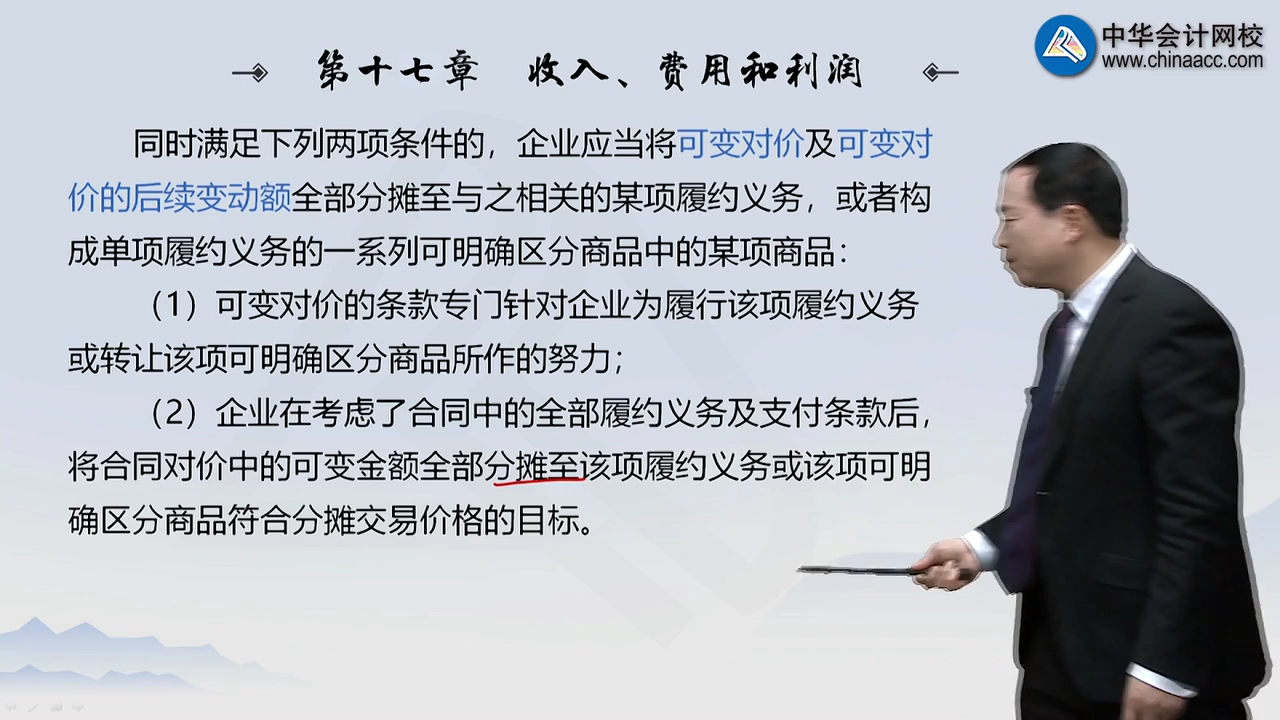 中华会计网校
www.chinaacc.com
第十七章 收入、费用和利润
同时满足下列两项条件的，企业应当将可变对价及可变对
价的后续变动额全部分摊至与之相关的某项履约义务，或者构
成单项履约义务的一系列可明确区分商品中的某项商品：
（1）可变对价的条款专门针对企业为履行该项履约义务
或转让该项可明确区分商品所作的努力；
（2）企业在考虑了合同中的全部履约义务及支付条款后，
将合同对价中的可变金额全部分摊至该项履约义务或该项可明
确区分商品符合分摊交易价格的目标。